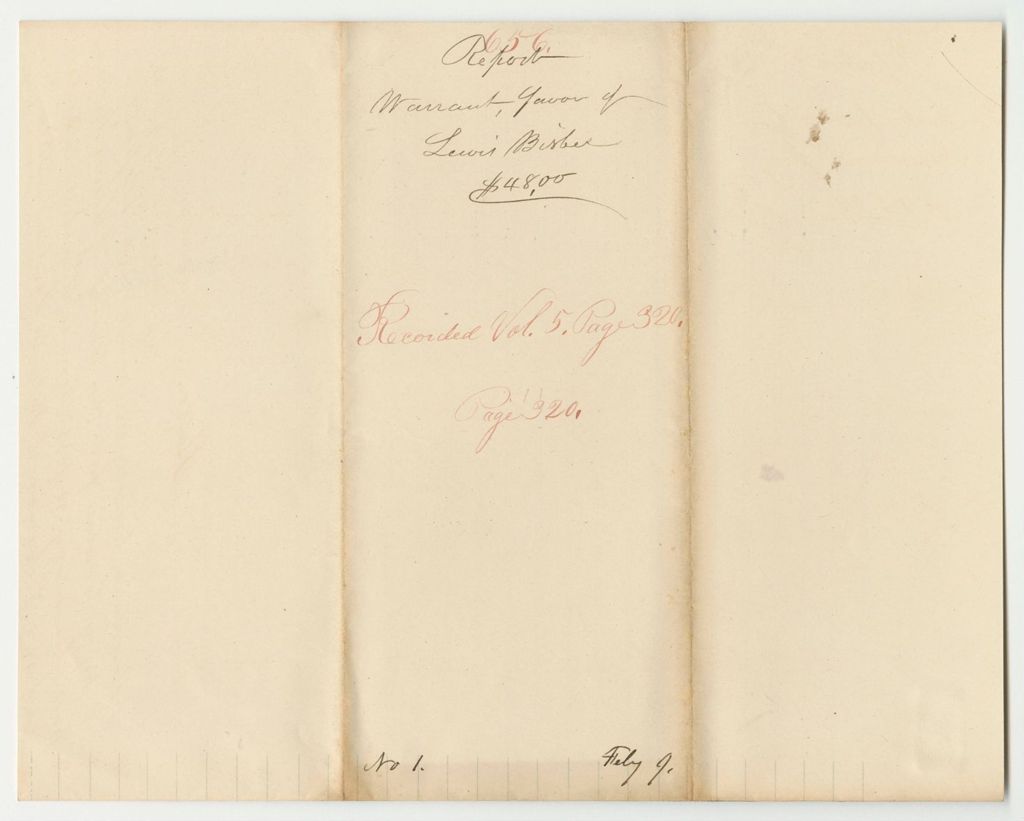 656.
Report
Warrant, favor of
Lewis Bisbee
$48,00
Recorded Vol. 5. Page 320.
Page 320.
No 1. Feby 9.